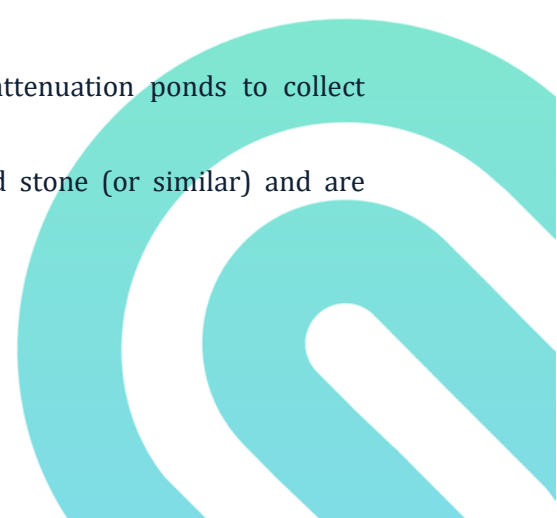 attenuation ponds to collect
stone (or similar) and are